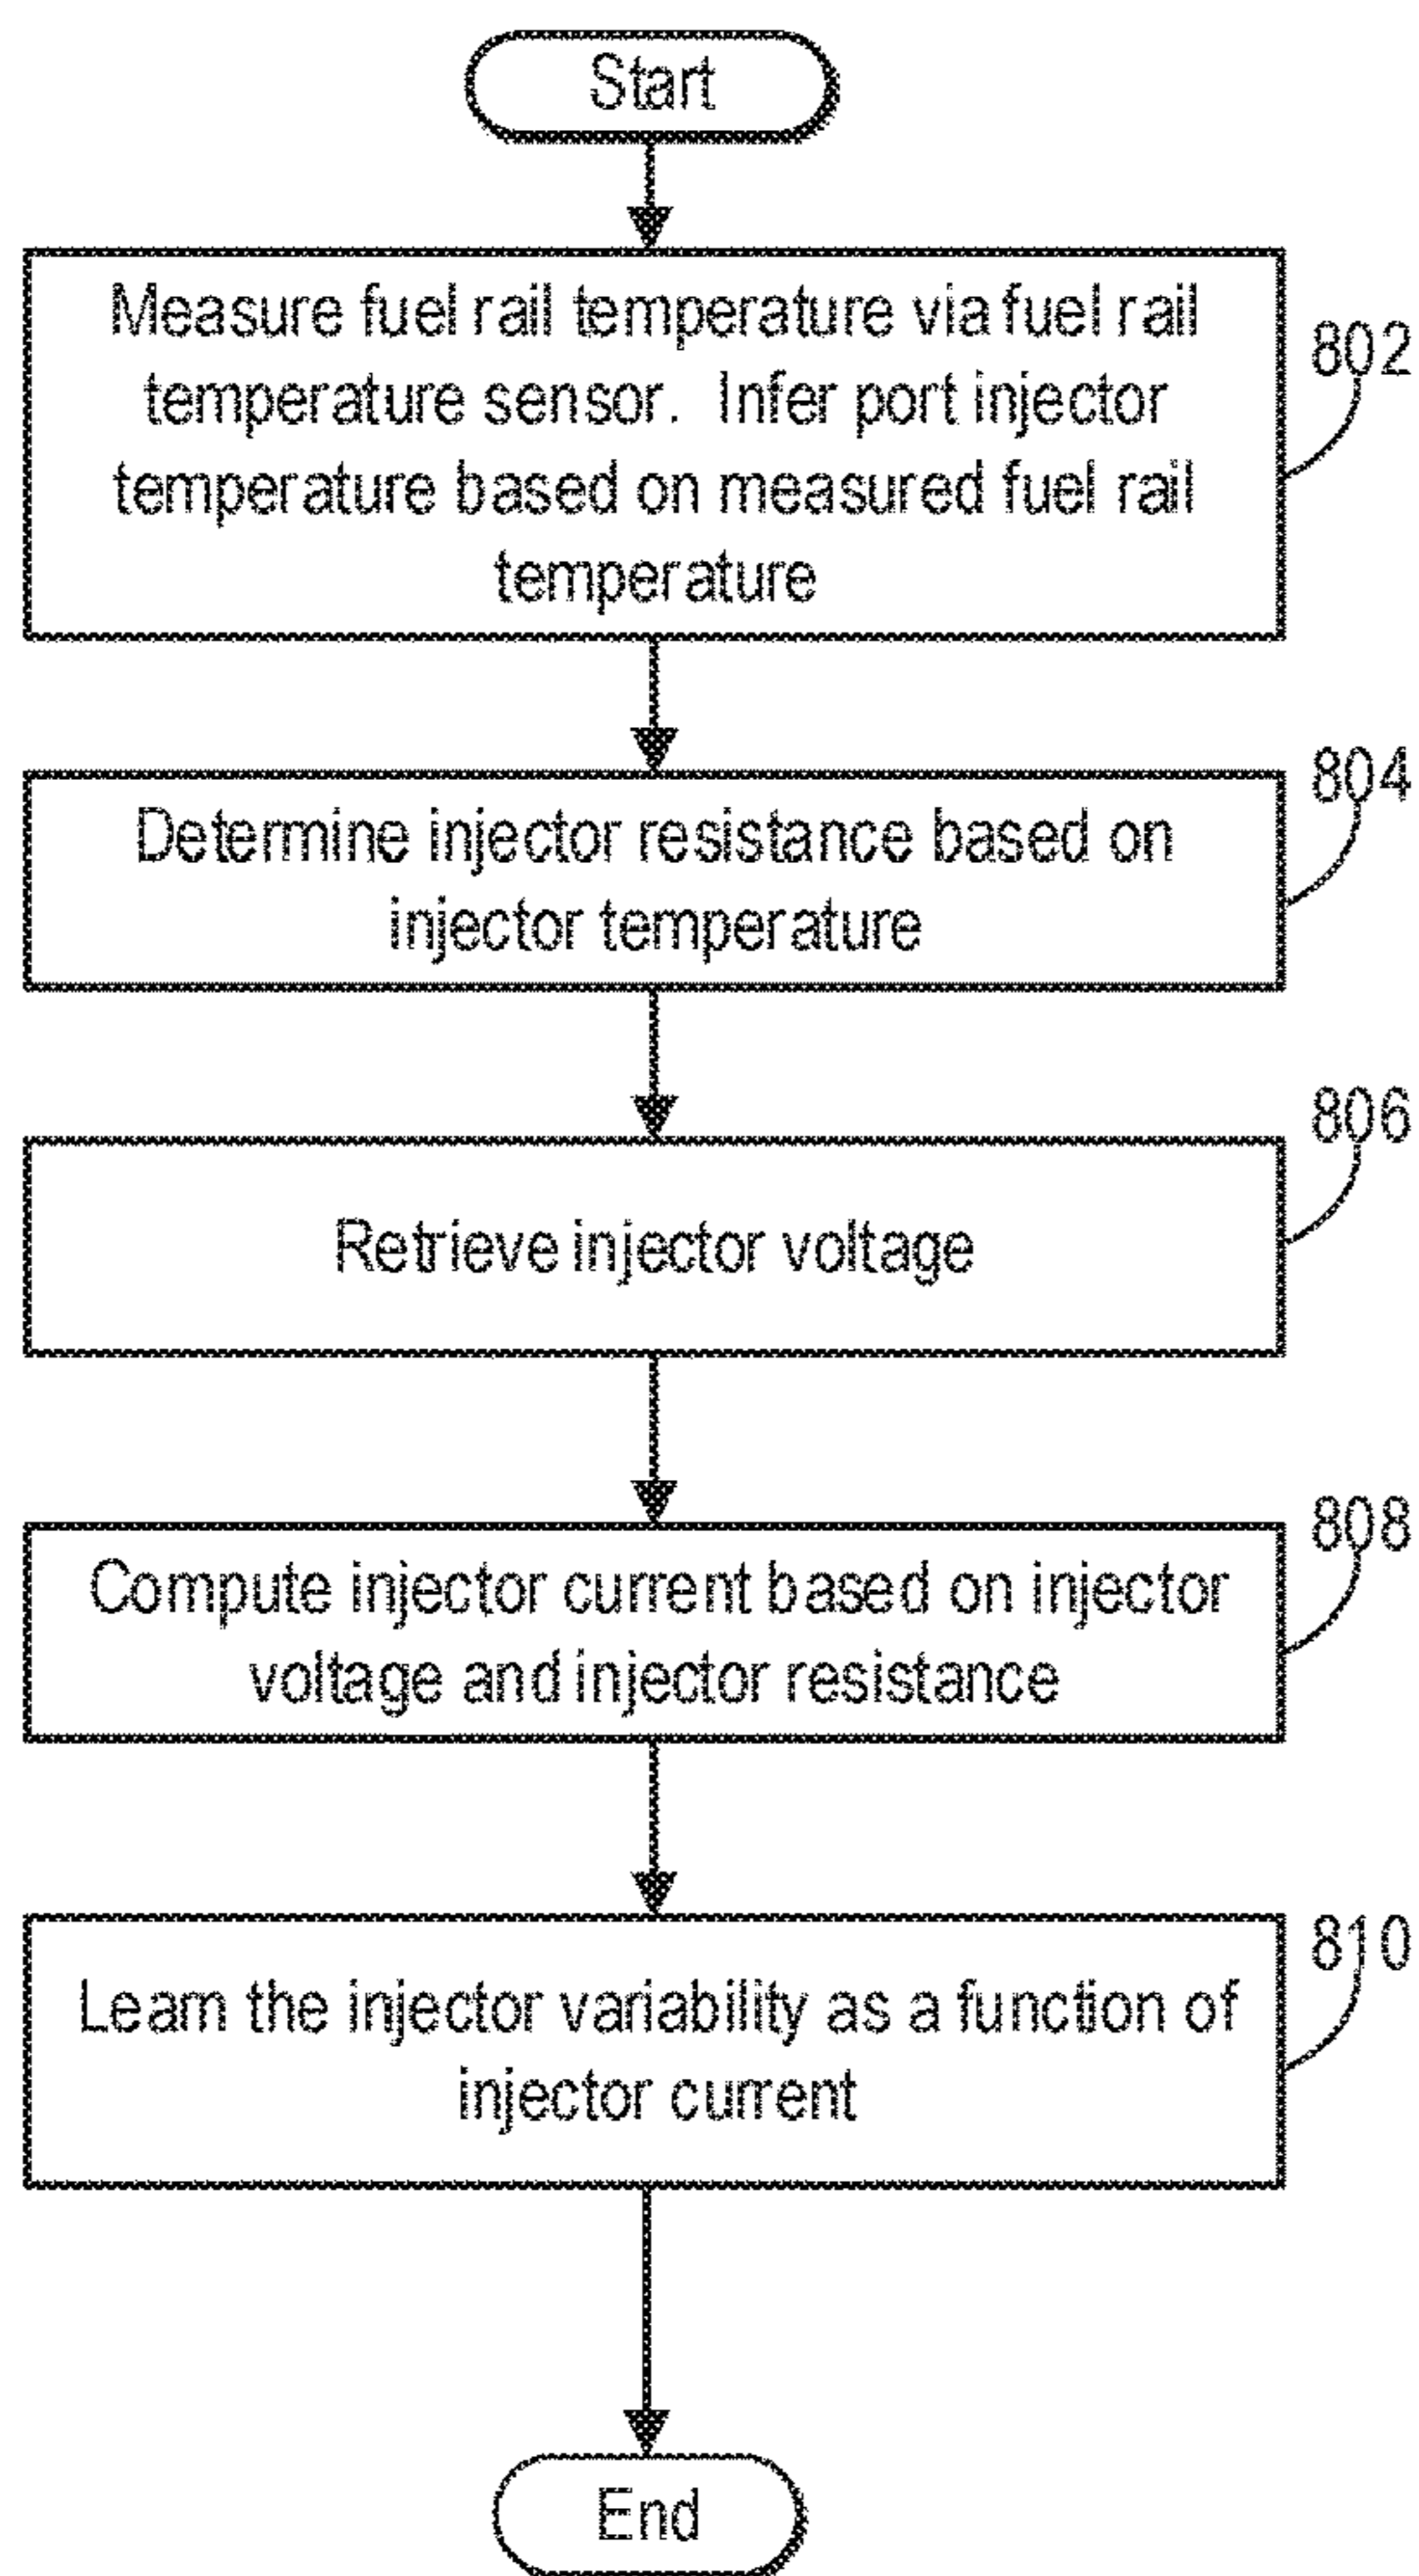 Start
Measure fuel rail temperature via fuel rail
temperature sensor. Infer port injector
temperature based on measured fuel rail
temperature
802
Determine injector resistance based on
injector temperature
804
Retrieve injector voltage
806
Compute injector current based on injector
voltage and injector resistance
808
Learn the injector variability as a function of
injector current
810
End